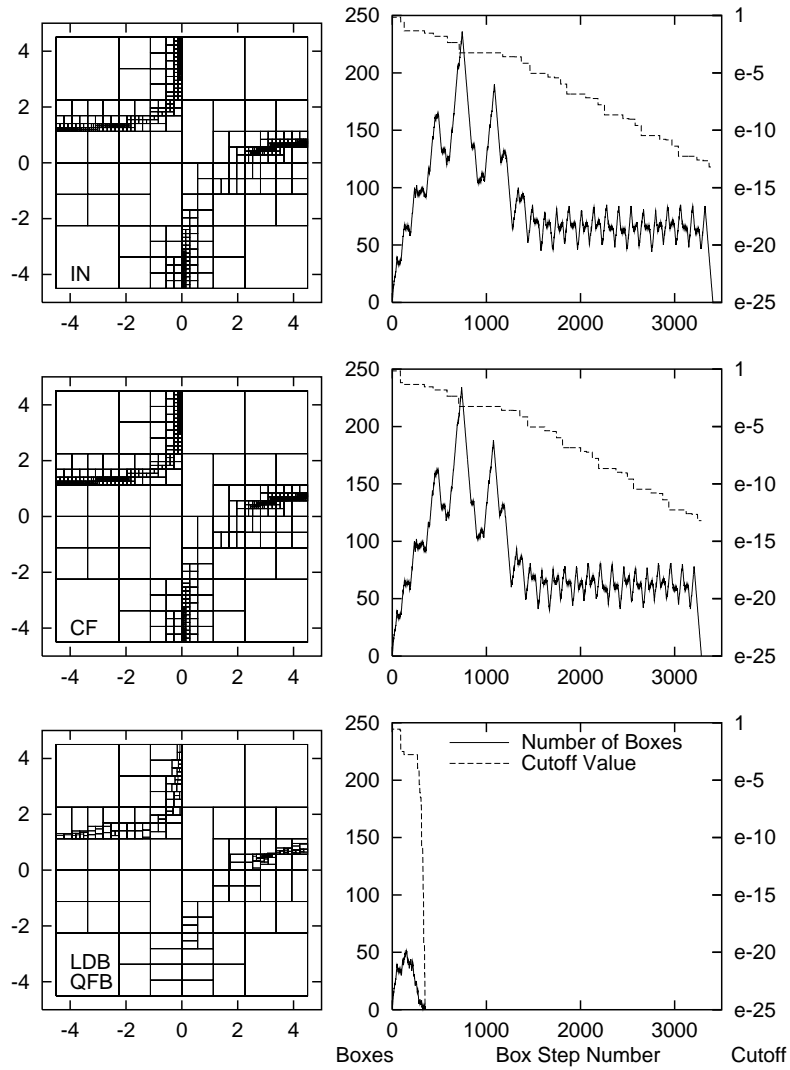 4
2
0
-2
-4
IN
-4 -2 0 2 4
250
200
150
100
50
0
0 1000 2000 3000
1
e-5
e-10
e-15
e-20
e-25
4
2
0
-2
-4
CF
-4 -2 0 2 4
250
200
150
100
50
0
0 1000 2000 3000
1
e-5
e-10
e-15
e-20
e-25
4
2
0
-2
-4
LDB
QFB
-4 -2 0 2 4
250
200
150
100
50
0
Number of Boxes
Cutoff Value
0 1000 2000 3000
1
e-5
e-10
e-15
e-20
e-25
Boxes Box Step Number Cutoff